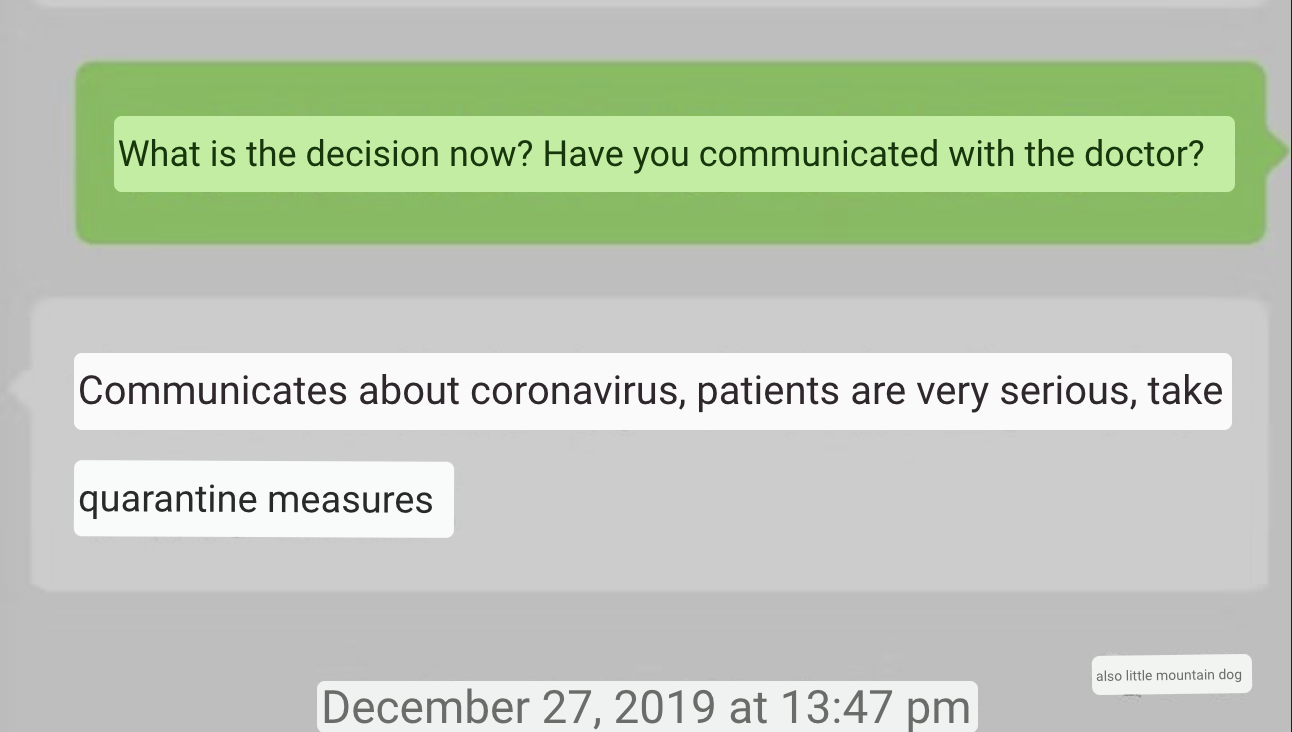 What is the decision now? Have you communicated with the doctor?
Communicates about coronavirus, patients are very serious, take
quarantine measures
also little mountain dog
December 27, 2019 at 13:47 pm